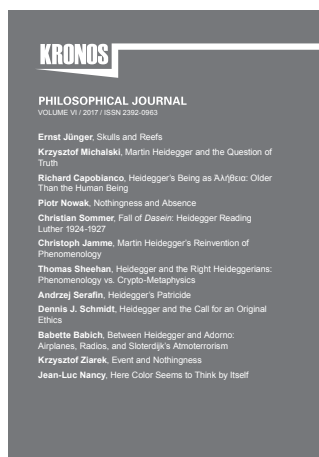 KRONOS
PHILOSOPHICAL JOURNAL
VOLUME VI / 2017 / ISSN 2392-0963
Ernst Jünger, Skulls and Reefs
Krzysztof Michalski, Martin Heidegger and the Question of
Truth
Richard Capobianco, Heidegger's Being as Ἀλήθεια: Older
Than the Human Being
Piotr Nowak, Nothingness and Absence
Christian Sommer, Fall of Dasein: Heidegger Reading
Luther 1924-1927
Christoph Jamme, Martin Heidegger's Reinvention of
Phenomenology
Thomas Sheehan, Heidegger and the Right Heideggerians:
Phenomenology vs. Crypto-Metaphysics
Andrzej Serafin, Heidegger's Patricide
Dennis J. Schmidt, Heidegger and the Call for an Original
Ethics
Babette Babich, Between Heidegger and Adorno:
Airplanes, Radios, and Sloterdijk's Atmoterrorism
Krzysztof Ziarek, Event and Nothingness
Jean-Luc Nancy, Here Color Seems to Think by Itself